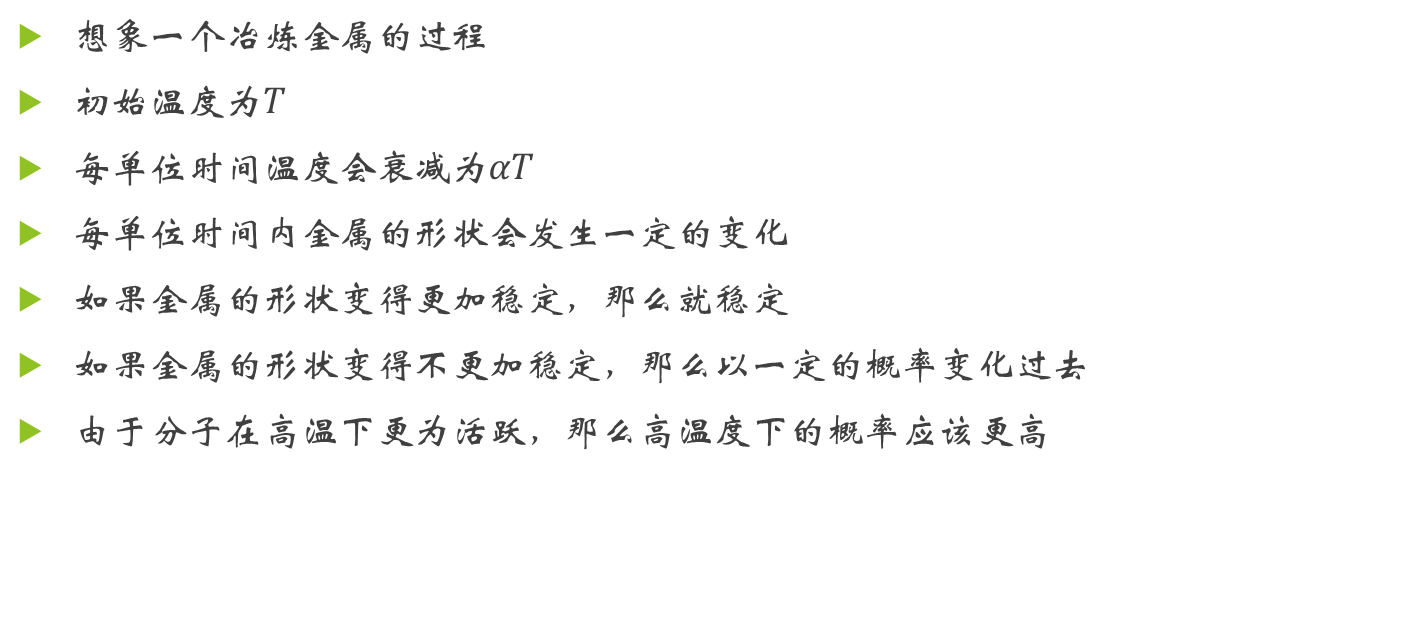 想象一个冶炼金属的过程
初始温度为T
每单位时间温度会衰减为αT
每单位时间内金属的形状会发生一定的变化
如果金属的形状变得更加稳定，那么就稳定
如果金属的形状变得不更加稳定，那么以一定的概率变化过去
由于分子在高温下更为活跃，那么高温度下的概率应该更高